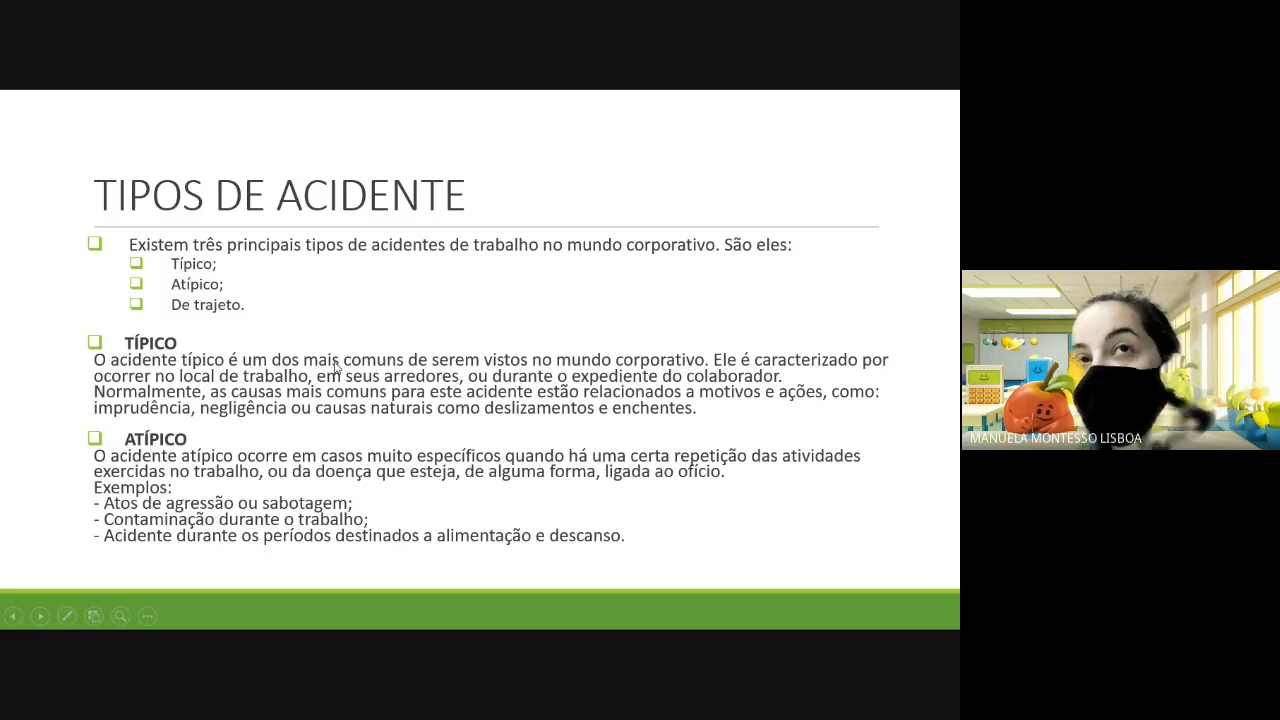 TIPOS DE ACIDENTE
Existem três principais tipos de acidentes de trabalho no mundo corporativo. São eles:
Típico;
Atípico;
De trajeto.
TÍPICO
O acidente típico é um dos mais comuns de serem vistos no mundo corporativo. Ele é caracterizado por
ocorrer no local de trabalho, em seus arredores, ou durante o expediente do colaborador.
Normalmente, as causas mais comuns para este acidente estão relacionados a motivos e ações, como:
imprudência, negligência ou causas naturais como deslizamentos e enchentes.
ATÍPICO
O acidente atípico ocorre em casos muito específicos quando há uma certa repetição das atividades
exercidas no trabalho, ou da doença que esteja, de alguma forma, ligada ao ofício.
Exemplos:
- Atos de agressão ou sabotagem;
- Contaminação durante o trabalho;
- Acidente durante os períodos destinados a alimentação e descanso.
MANUELA MONTESSO LISBOA